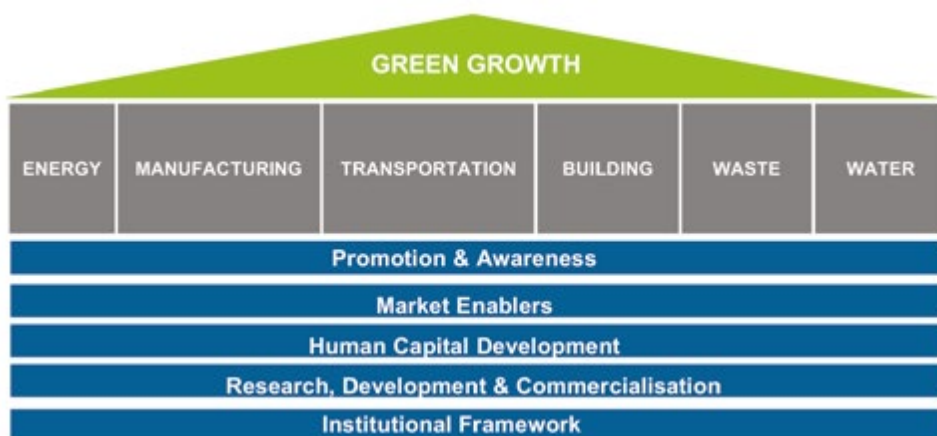 GREEN GROWTH
ENERGY
MANUFACTURING
TRANSPORTATION
BUILDING
WASTE
WATER
Promotion & Awareness
Market Enablers
Human Capital Development
Research, Development & Commercialisation
Institutional Framework